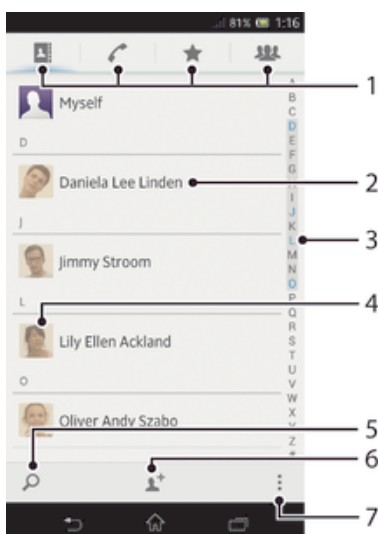 81% 1:16
1
A
Myself
B
C
D
D
E
F
G
Daniela Lee Linden
2
I
J
J
K
L
3
M
Jimmy Stroom
N
O
L
P
4
Q
R
Lily Ellen Ackland
S
T
U
O
V
W
X
Oliver Andy Szabo
Y
Z
#
5
6
7